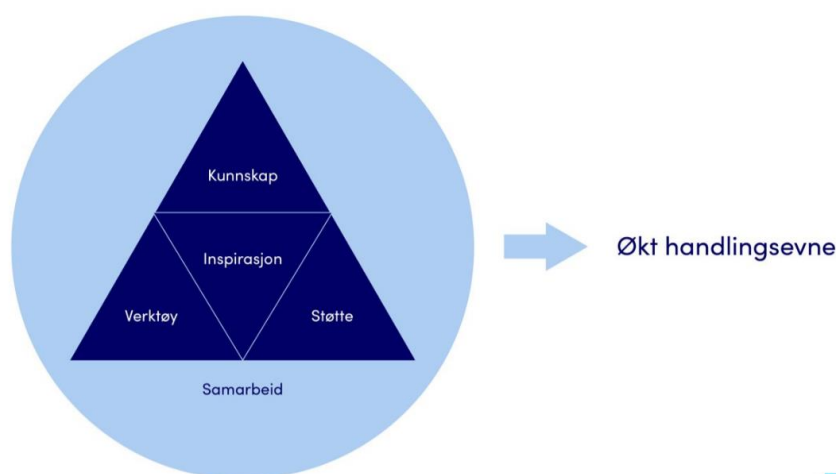 Kunnskap
Inspirasjon
Verktøy
Støtte
Samarbeid
Økt handlingsevne